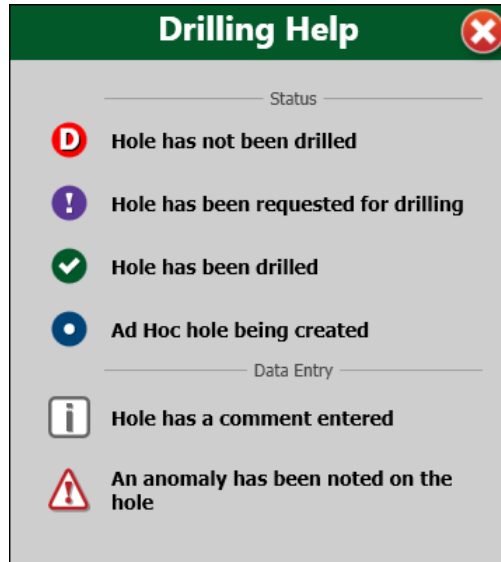 Drilling Help
Status
D Hole has not been drilled
! Hole has been requested for drilling
Hole has been drilled
Ad Hoc hole being created
Data Entry
i Hole has a comment entered
! An anomaly has been noted on the
hole